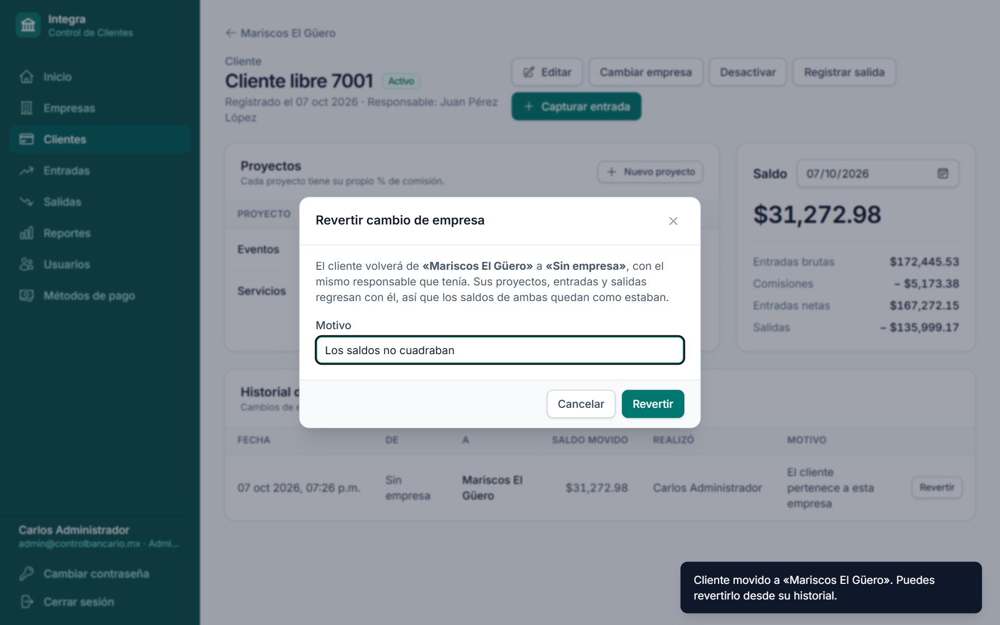 Integra
Control de Clientes
Inicio
Empresas
Clientes
Entradas
Salidas
Reportes
Usuarios
Métodos de pago
Carlos Administrador
admin@controlbancario.mx · Admi...
Cambiar contraseña
Cerrar sesión
Mariscos El Güero
Cliente
Cliente libre 7001
Activo
Registrado el 07 oct 2026 · Responsable: Juan Pérez
López
Editar
Cambiar empresa
Desactivar
Registrar salida
Capturar entrada
Proyectos
Cada proyecto tiene su propio % de comisión.
Nuevo proyecto
PROYECTO
Eventos
Servicios
Saldo
07/10/2026
$31,272.98
Entradas brutas $172,445.53
Comisiones – $5,173.38
Entradas netas $167,272.15
Salidas – $135,999.17
Revertir cambio de empresa
El cliente volverá de «Mariscos El Güero» a «Sin empresa», con el
mismo responsable que tenía. Sus proyectos, entradas y salidas
regresan con él, así que los saldos de ambas quedan como estaban.
Motivo
Los saldos no cuadraban
Cancelar
Revertir
Historial
Cambios de
FECHA DE A SALDO MOVIDO REALIZÓ MOTIVO
07 oct 2026, 07:26 p.m.
Sin
empresa
Mariscos El
Güero
$31,272.98
Carlos Administrador
El cliente
pertenece a esta
empresa
Revertir
Cliente movido a «Mariscos El Güero». Puedes
revertirlo desde su historial.